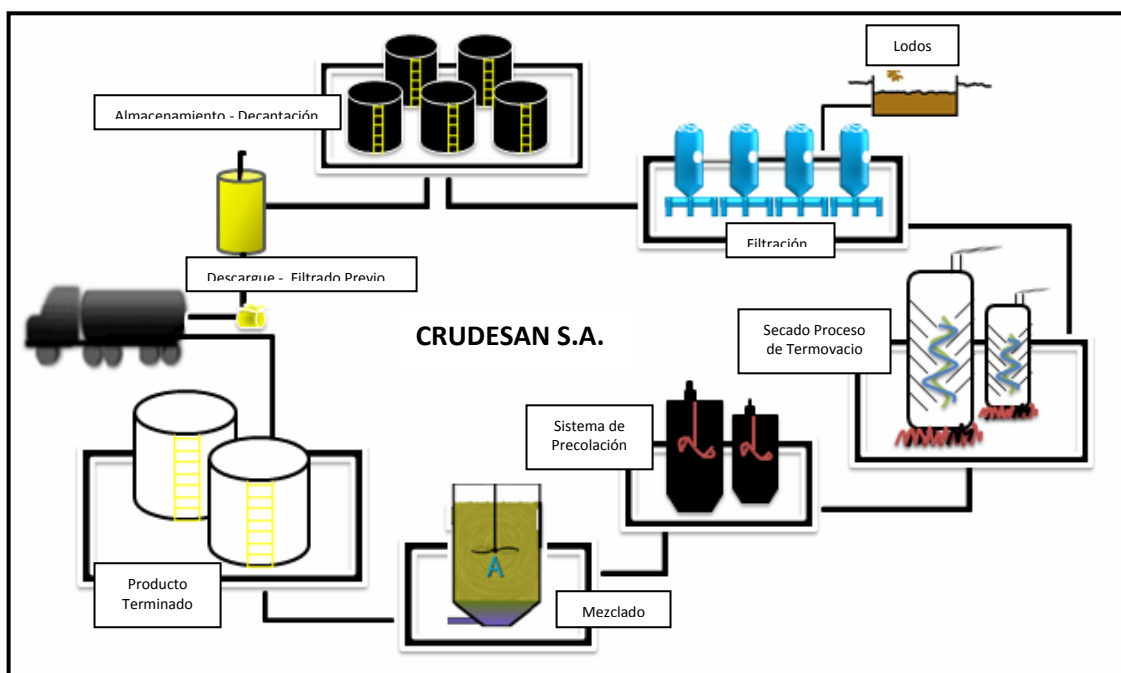 Lodos
Almacenamiento - Decantación
Filtración
Descargue - Filtrado Previo
CRUDESAN S.A.
Secado Proceso
de Termovacio
Sistema de
Precolación
A
Producto
Terminado
Mezclado